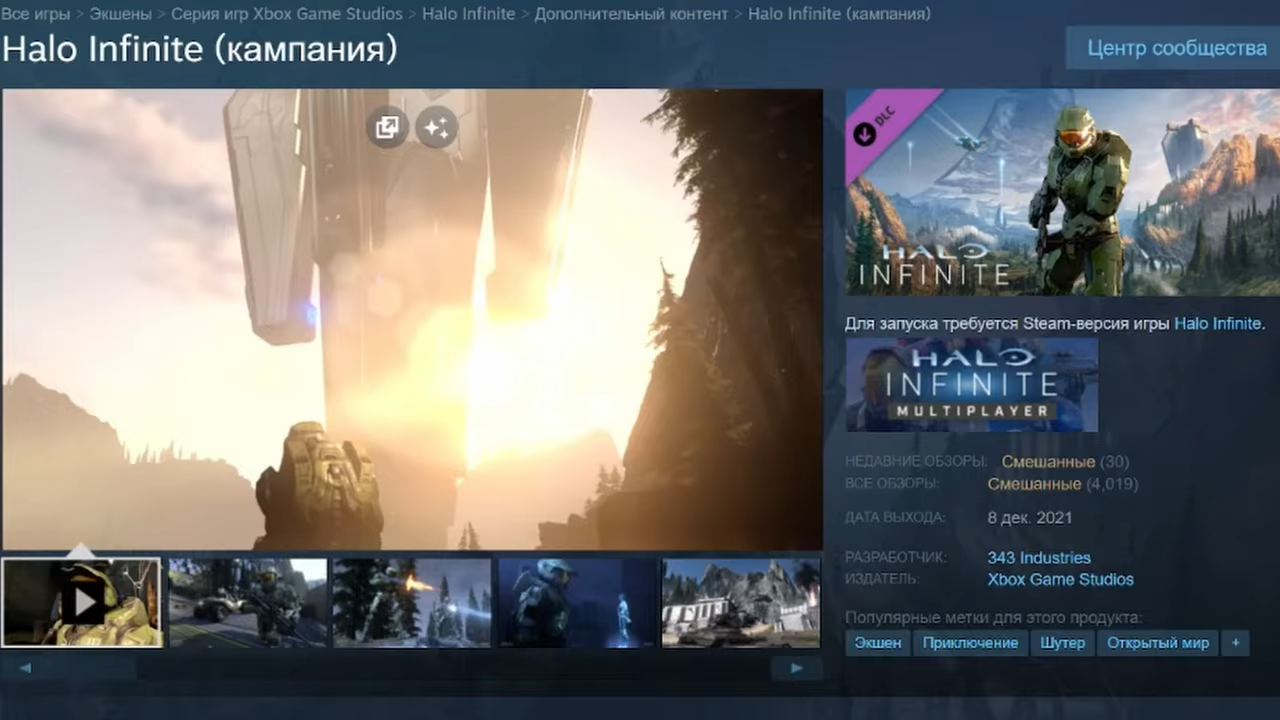 Все игры > Экшены > Серия игр Xbox Game Studios > Halo Infinite > Дополнительный контент > Halo Infinite (кампания)
Halo Infinite (кампания)
Центр сообщества
DLC
HALO
INFINITE
Для запуска требуется Steam-версия игры Halo Infinite.
HALO
INFINITE
MULTIPLAYER
НЕДАВНИЕ ОБЗОРЫ: Смешанные (30)
ВСЕ ОБЗОРЫ: Смешанные (4,019)
ДАТА ВЫХОДА: 8 дек. 2021
РАЗРАБОТЧИК: 343 Industries
ИЗДАТЕЛЬ: Xbox Game Studios
Популярные метки для этого продукта:
Экшен Приключение Шутер Открытый мир +